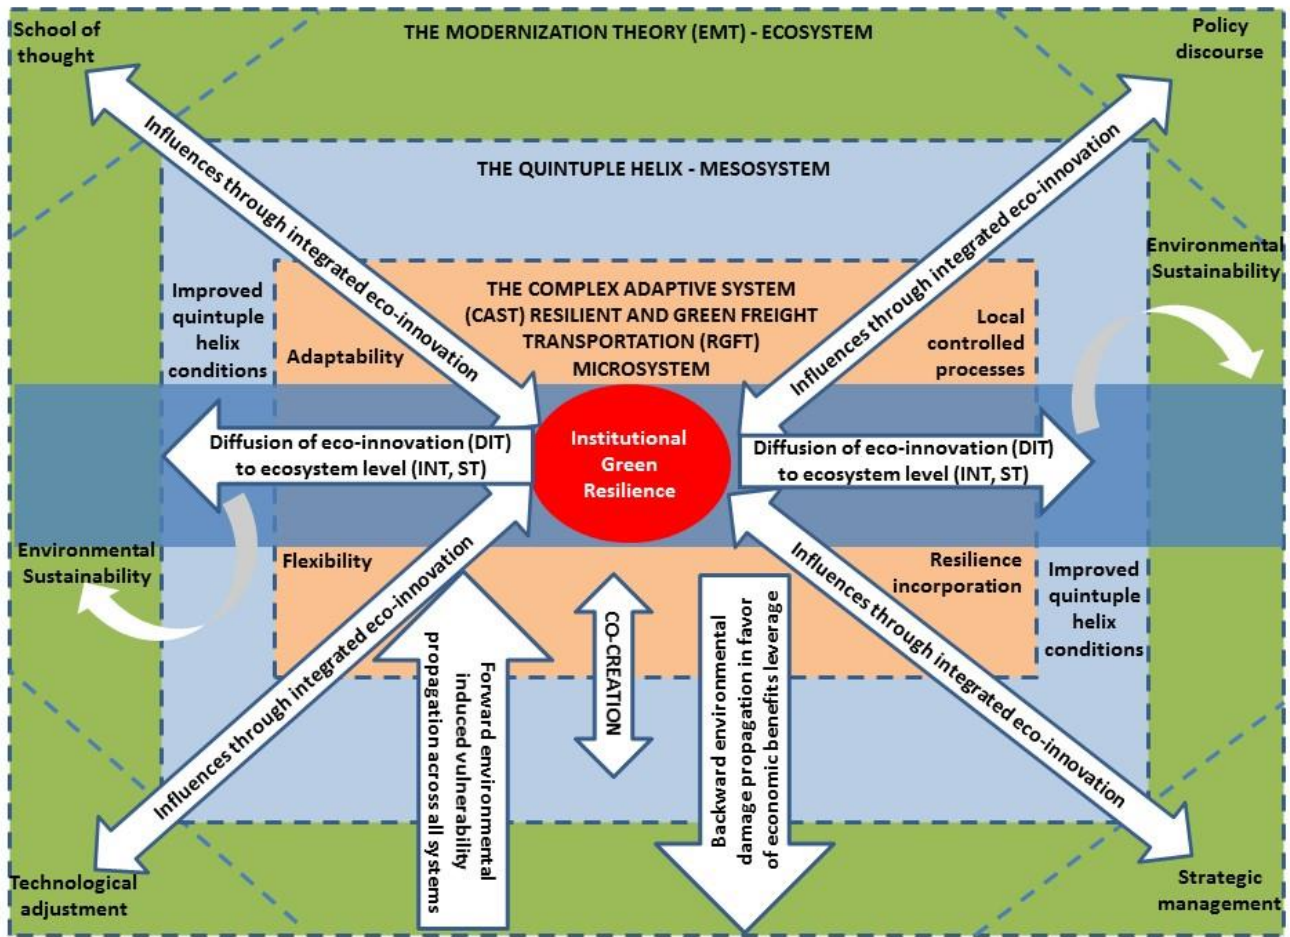 School of
thought
THE MODERNIZATION THEORY (EMT) - ECOSYSTEM
Policy
discourse
Influences through integrated eco-innovation
Influences through integrated eco-innovation
THE QUINTUPLE HELIX - MESOSYSTEM
Environmental
Sustainability
Improved
quintuple
helix
conditions
Adaptability
THE COMPLEX ADAPTIVE SYSTEM
(CAST) RESILIENT AND GREEN FREIGHT
TRANSPORTATION (RGFT)
MICROSYSTEM
Local
controlled
processes
Diffusion of eco-innovation (DIT)
to ecosystem level (INT, ST)
Institutional
Green
Resilience
Diffusion of eco-innovation (DIT)
to ecosystem level (INT, ST)
Environmental
Sustainability
Flexibility
Resilience
incorporation
Improved
quintuple
helix
conditions
Influences through integrated eco-innovation
Forward environmental
induced vulnerability
propagation across all systems
CO-CREATION
Backward environmental
damage propagation in favor
of economic benefits leverage
Influences through integrated eco-innovation
Technological
adjustment
Strategic
management